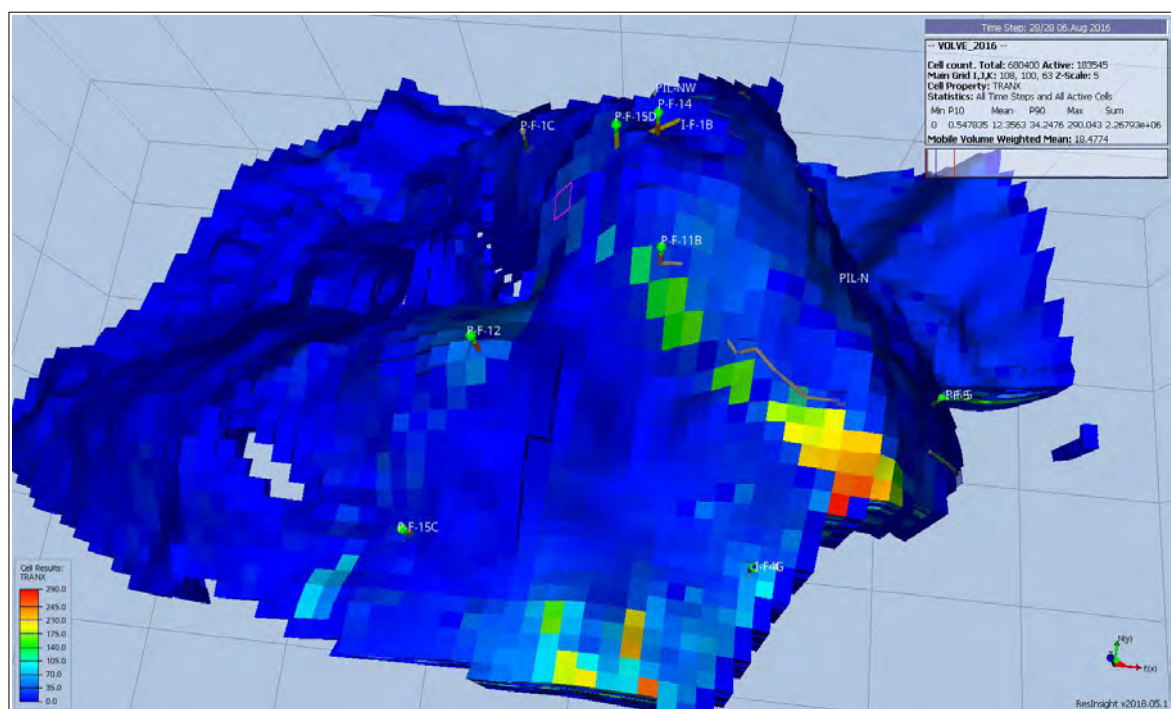 Time Step: 28/28 06.Aug 2016
-- VOLVE_2016 --
Cell count. Total: 680400 Active: 183545
Main Grid I,J,K: 108, 100, 63 Z-Scale: 5
Cell Property: TRANX
Statistics: All Time Steps and All Active Cells
Min P10 Mean P90 Max Sum
0 0.547835 12.3563 34.2476 290.043 2.26793e+06
Mobile Volume Weighted Mean: 18.4774
PIL-NW
P-F-14
P-F-15D
I-F-1B
P-F-1C
P-F-11B
PIL-N
P-F-12
P-F-15C
Cell Results:
TRANX
290.0
245.0
210.0
175.0
140.0
105.0
70.0
35.0
0.0
N(y)
E(x)
ResInsight v2018.05.1